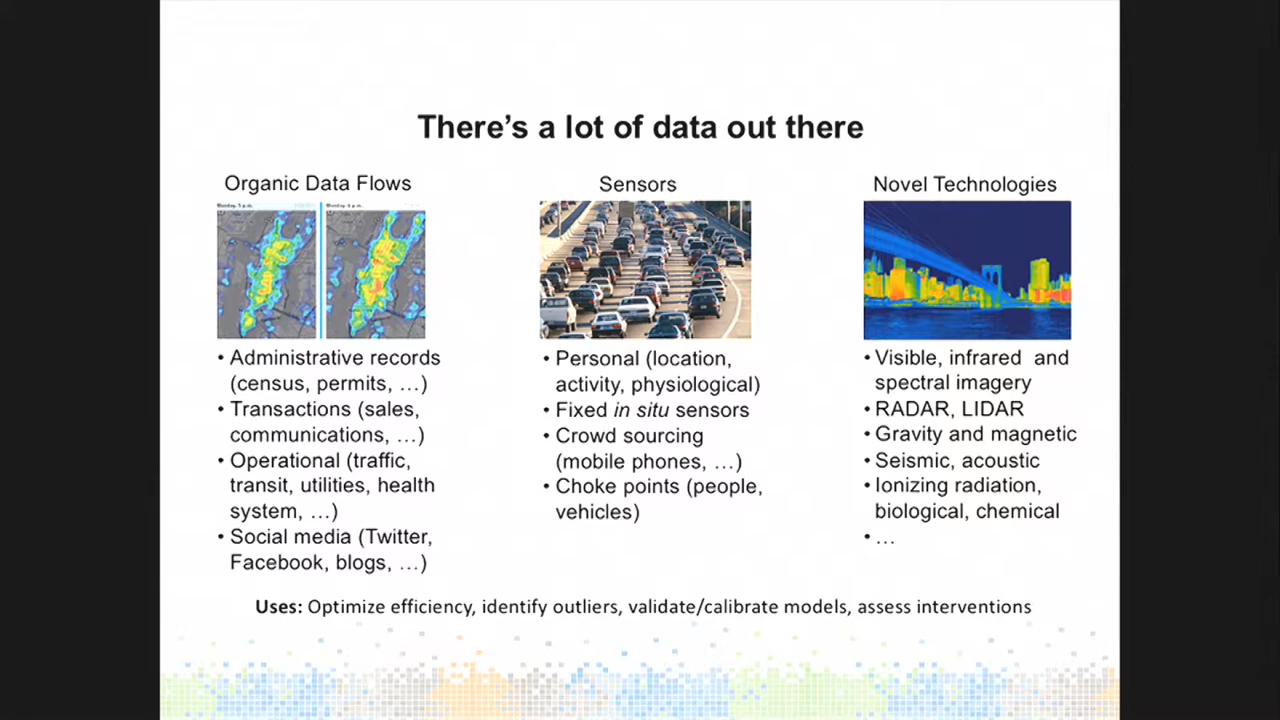 There's a lot of data out there
Organic Data Flows
Monday, 5 p.m.
• Administrative records
(census, permits, …)
• Transactions (sales,
communications, …)
• Operational (traffic,
transit, utilities, health
system, …)
• Social media (Twitter,
Facebook, blogs, …)
Sensors
• Personal (location,
activity, physiological)
• Fixed in situ sensors
• Crowd sourcing
(mobile phones, …)
• Choke points (people,
vehicles)
Novel Technologies
• Visible, infrared and
spectral imagery
• RADAR, LIDAR
• Gravity and magnetic
• Seismic, acoustic
• Ionizing radiation,
biological, chemical
• …
Uses: Optimize efficiency, identify outliers, validate/calibrate models, assess interventions